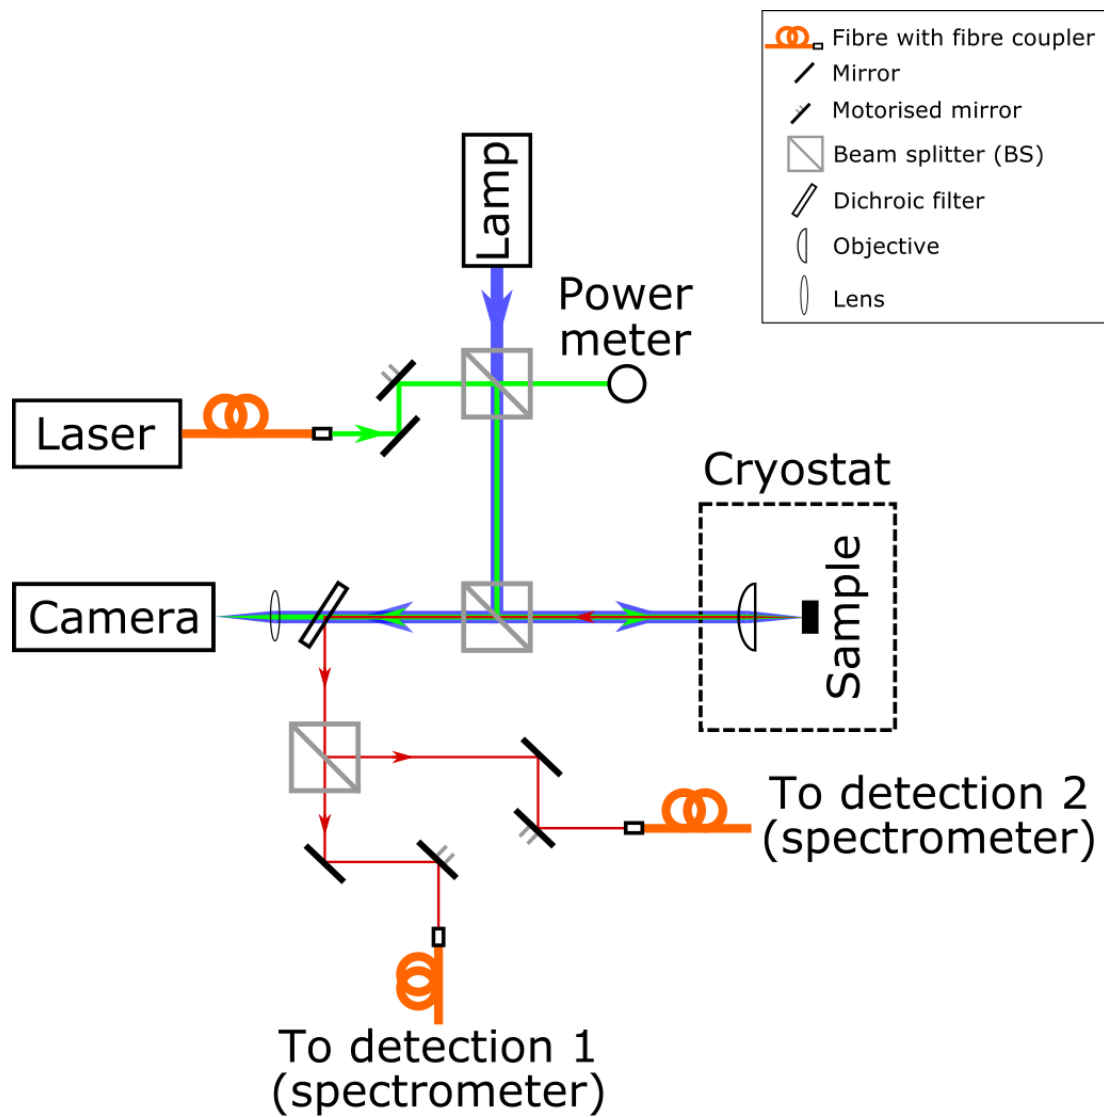 Fibre with fibre coupler
Mirror
Motorised mirror
Beam splitter (BS)
Dichroic filter
Objective
Lens
Lamp
Power
meter
Laser
Cryostat
Camera
Sample
To detection 2
(spectrometer)
To detection 1
(spectrometer)